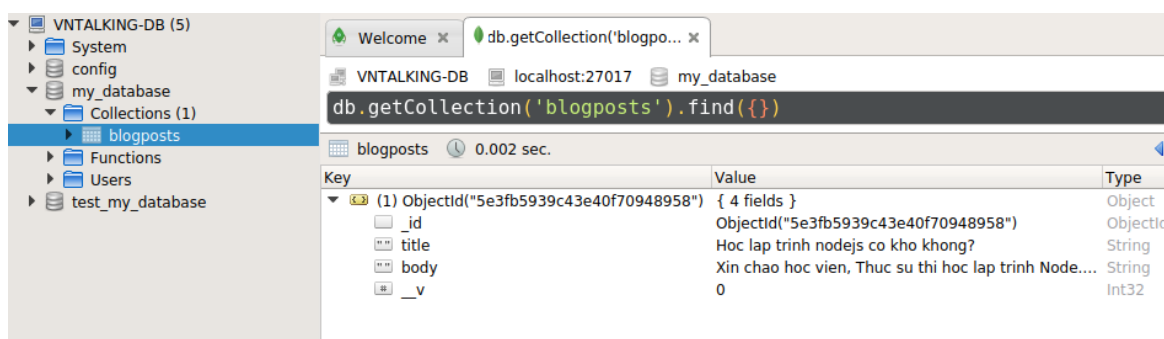 VNTALKING-DB (5)
System
config
my_database
Collections (1)
blogposts
Functions
Users
test_my_database
Welcome
db.getCollection('blogpo...
VNTALKING-DB localhost:27017 my_database
db.getCollection('blogposts').find({})
blogposts 0.002 sec.
Key Value Type
(1) ObjectId("5e3fb5939c43e40f70948958") { 4 fields } Object
_id ObjectId("5e3fb5939c43e40f70948958") ObjectId
title Hoc lap trinh nodejs co kho khong? String
body Xin chao hoc vien, Thuc su thi hoc lap trinh Node.... String
__v 0 Int32